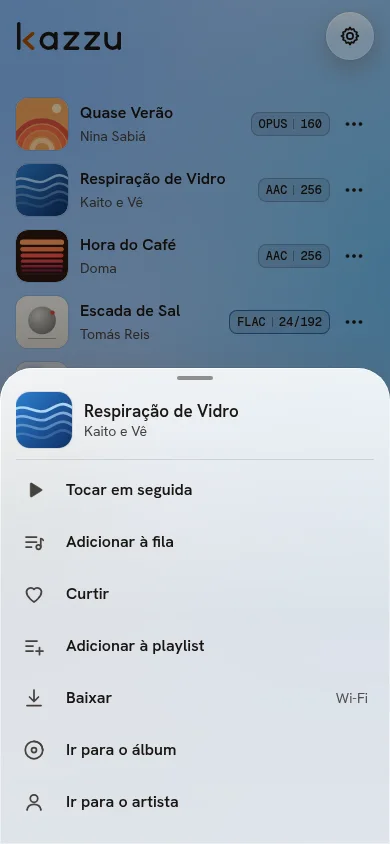 kazzu
Quase Verão
Nina Sabiá
OPUS | 160
Respiração de Vidro
Kaito e Vê
AAC | 256
Hora do Café
Doma
AAC | 256
Escada de Sal
Tomás Reis
FLAC | 24/192
Respiração de Vidro
Kaito e Vê
Tocar em seguida
Adicionar à fila
Curtir
Adicionar à playlist
Baixar
Wi-Fi
Ir para o álbum
Ir para o artista